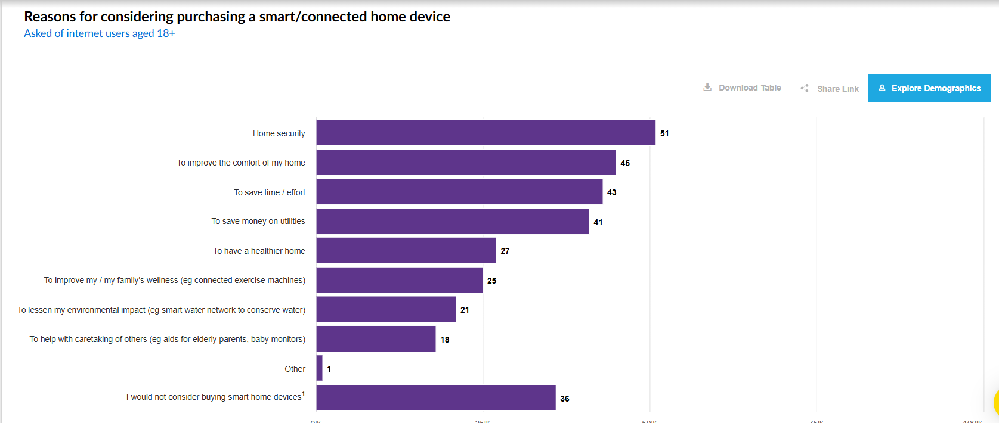 Reasons for considering purchasing a smart/connected home device
Asked of internet users aged 18+
Download Table
Share Link
Explore Demographics
Home security 51
To improve the comfort of my home 45
To save time / effort 43
To save money on utilities 41
To have a healthier home 27
To improve my / my family's wellness (eg connected exercise machines) 25
To lessen my environmental impact (eg smart water network to conserve water) 21
To help with caretaking of others (eg aids for elderly parents, baby monitors) 18
Other 1
I would not consider buying smart home devices¹ 36
0% 25% 50% 75% 100%